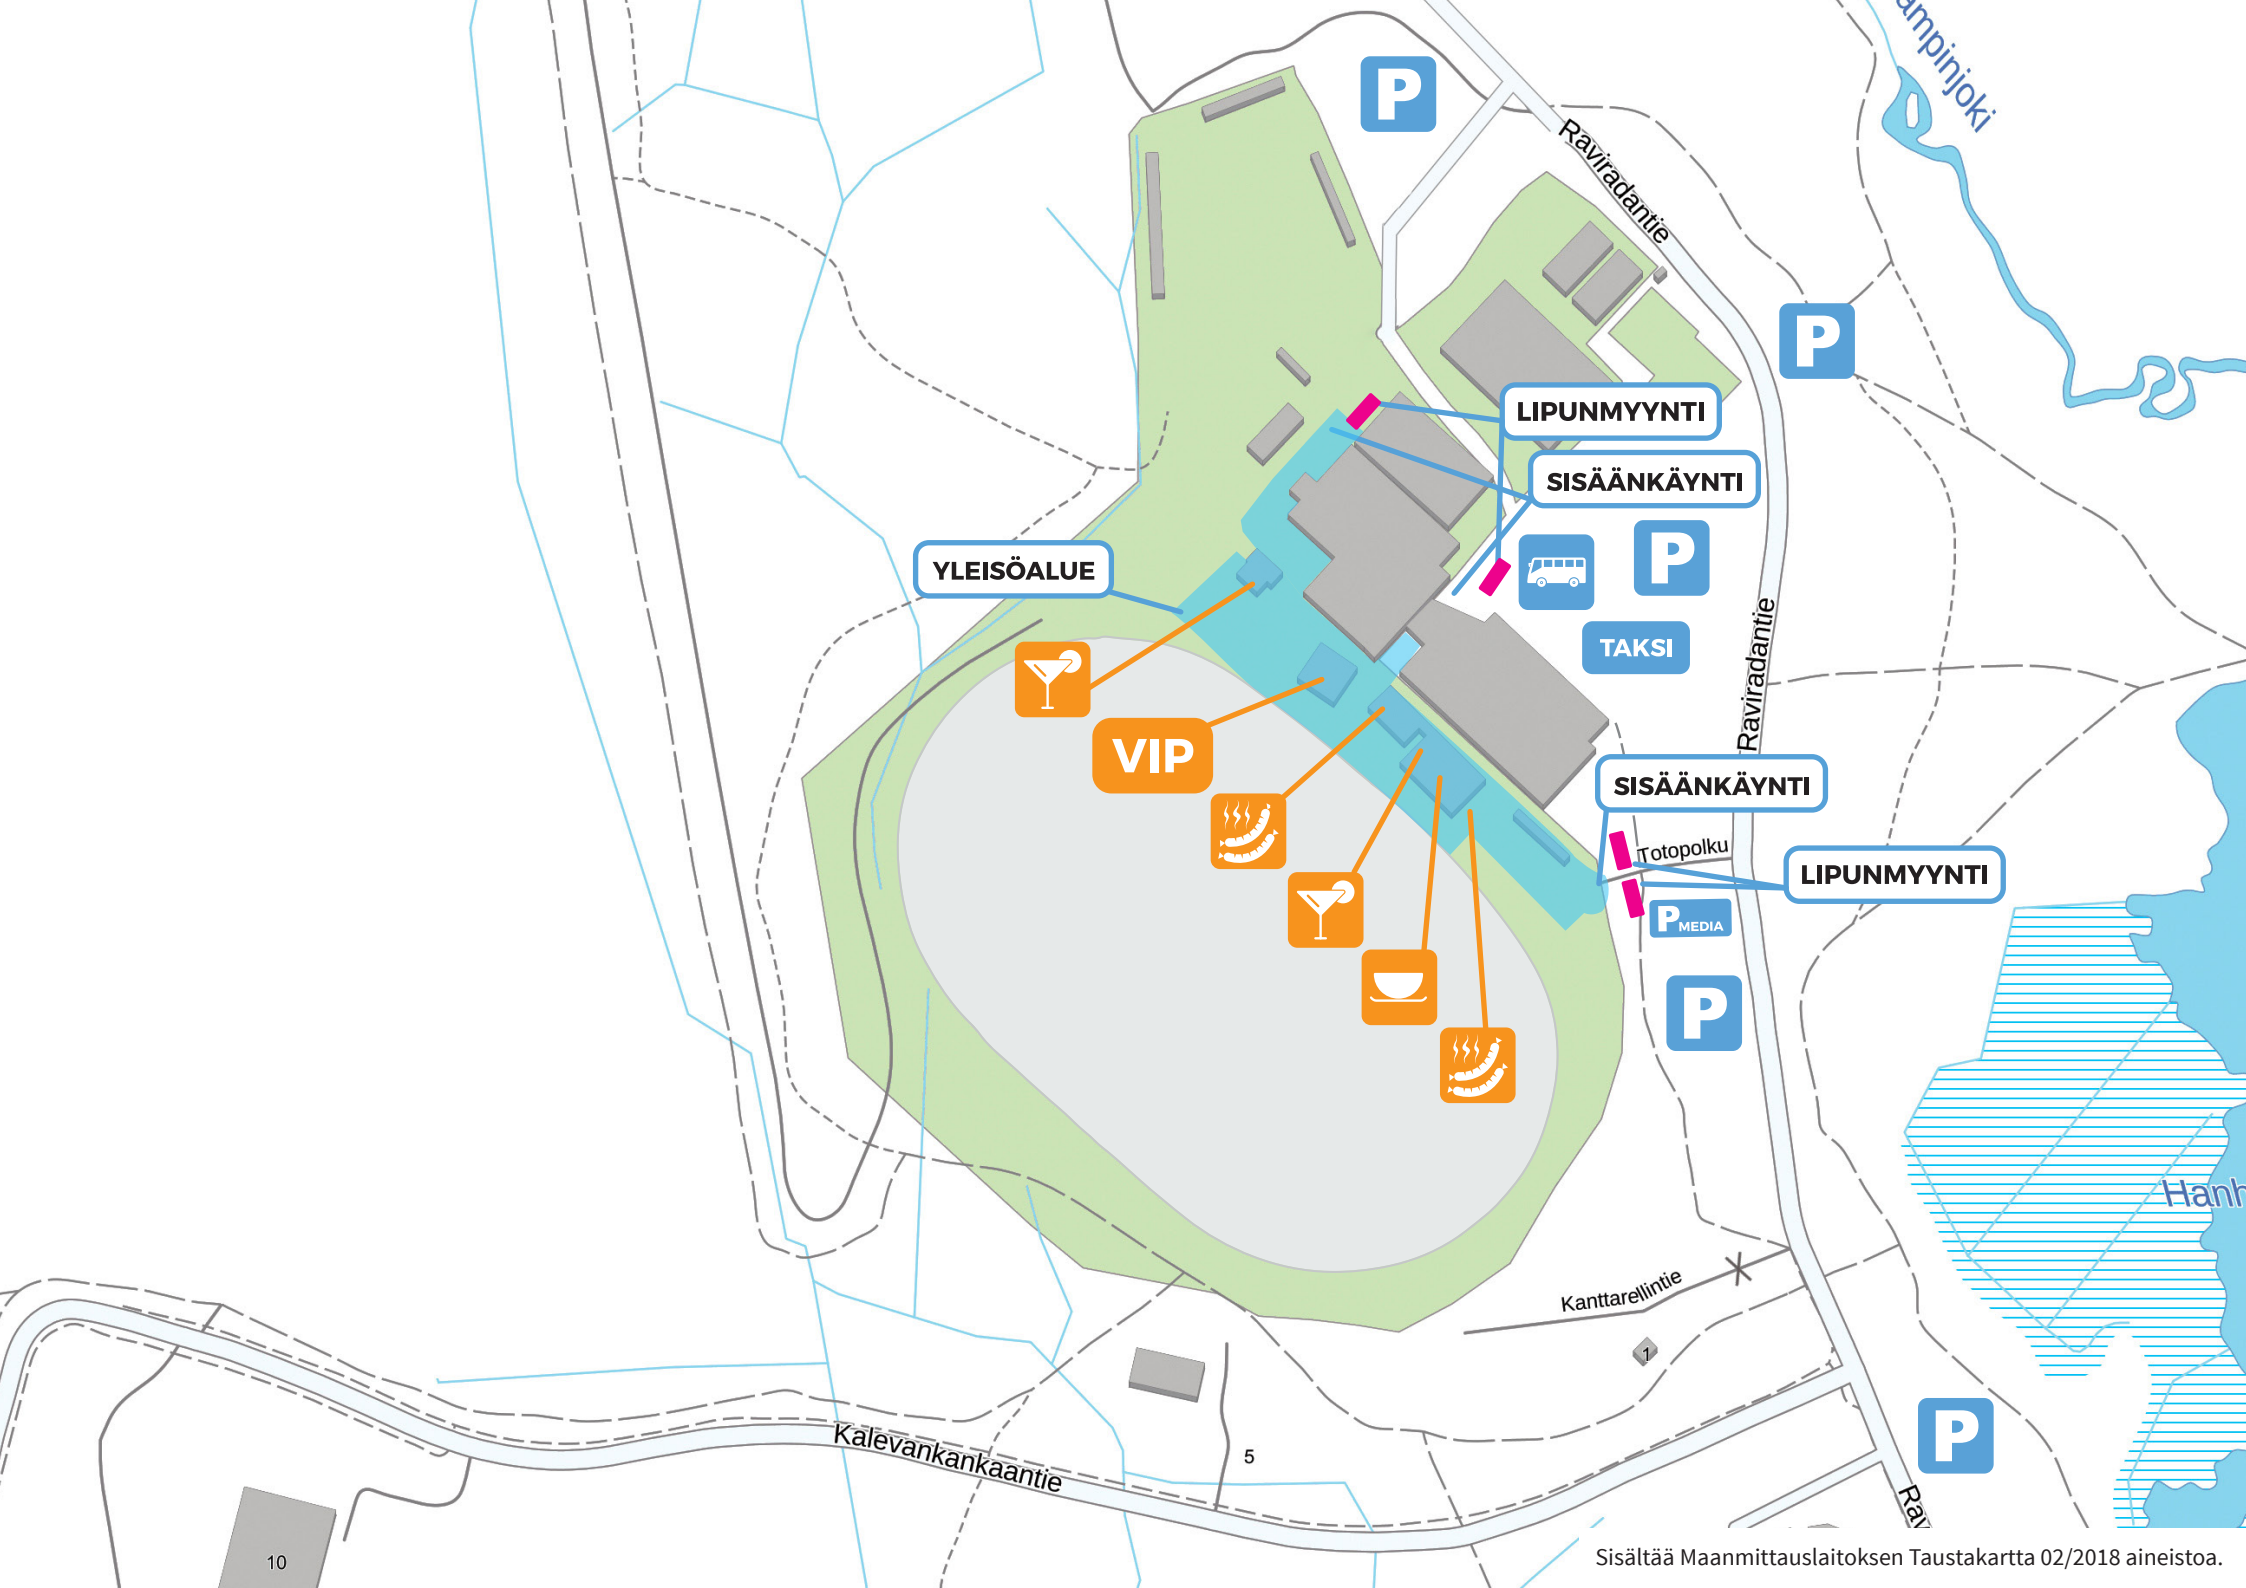 ampinjoki
P
Raviradantie
P
LIPUNMYYNTI
SISÄÄNKÄYNTI
P
YLEISÖALUE
TAKSI
Raviradantie
VIP
SISÄÄNKÄYNTI
Totopolku
LIPUNMYYNTI
P MEDIA
P
Hanh
Kanttarellintie
1
P
Kalevankankaantie
5
Rav
10
Sisältää Maanmittauslaitoksen Taustakartta 02/2018 aineistoa.